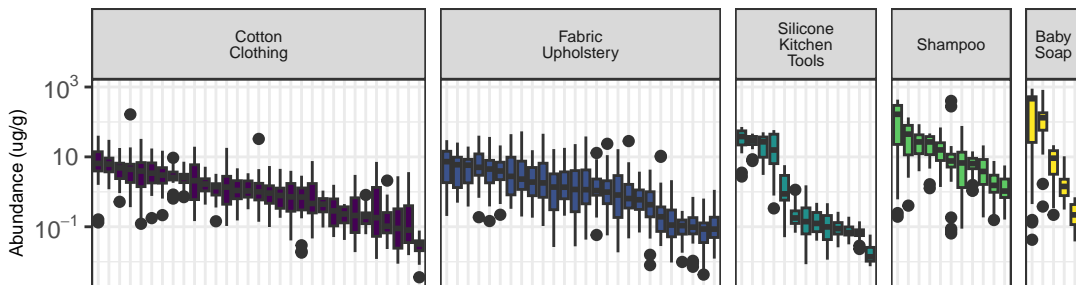 Cotton
Clothing
Fabric
Upholstery
Silicone
Kitchen
Tools
Shampoo
Baby
Soap
Abundance (ug/g)
10³
10
10⁻¹